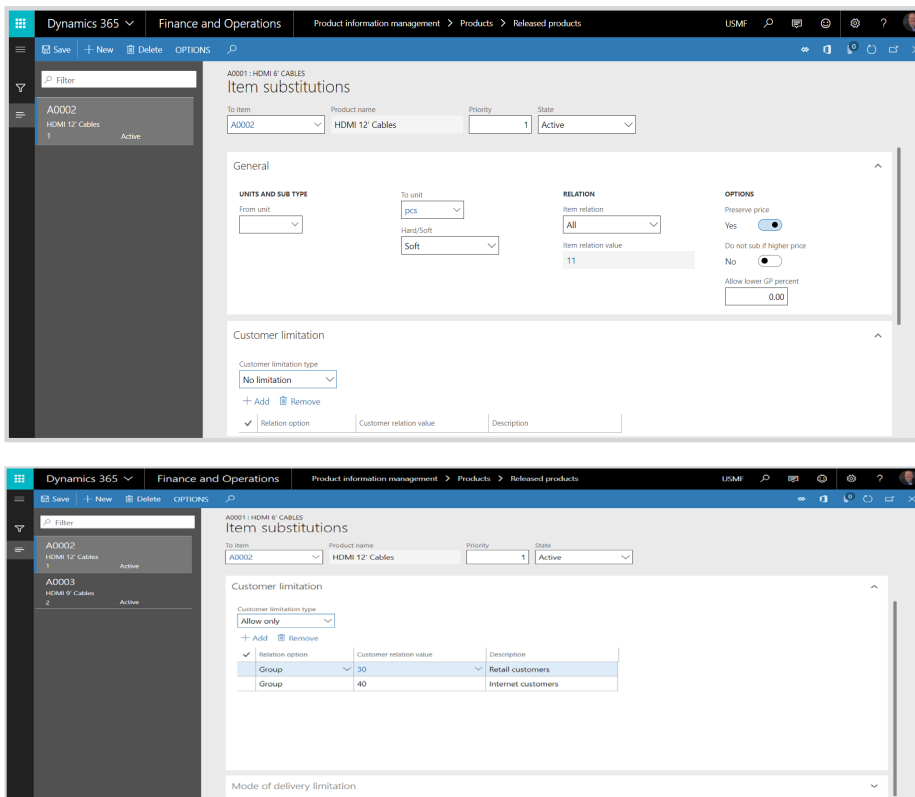 Dynamics 365 Finance and Operations Product information management > Products > Released products USMF ?
Save + New Delete OPTIONS 0
Filter
A0002
HDMI 12' Cables
1 Active
A0001 : HDMI 6' CABLES
Item substitutions
To item Product name Priority State
A0002 HDMI 12' Cables 1 Active
General
UNITS AND SUB TYPE To unit RELATION OPTIONS
From unit pcs Item relation Preserve price
All Yes
Hard/Soft
Soft Item relation value Do not sub if higher price
11 No
Allow lower GP percent
0.00
Customer limitation
Customer limitation type
No limitation
+ Add Remove
Relation option Customer relation value Description
Dynamics 365 Finance and Operations Product information management > Products > Released products USMF ?
Save + New Delete OPTIONS 0
Filter
A0002
HDMI 12' Cables
1 Active
A0003
HDMI 9' Cables
2 Active
A0001 : HDMI 6' CABLES
Item substitutions
To item Product name Priority State
A0002 HDMI 12' Cables 1 Active
Customer limitation
Customer limitation type
Allow only
+ Add Remove
Relation option Customer relation value Description
Group 30 Retail customers
Group 40 Internet customers
Mode of delivery limitation